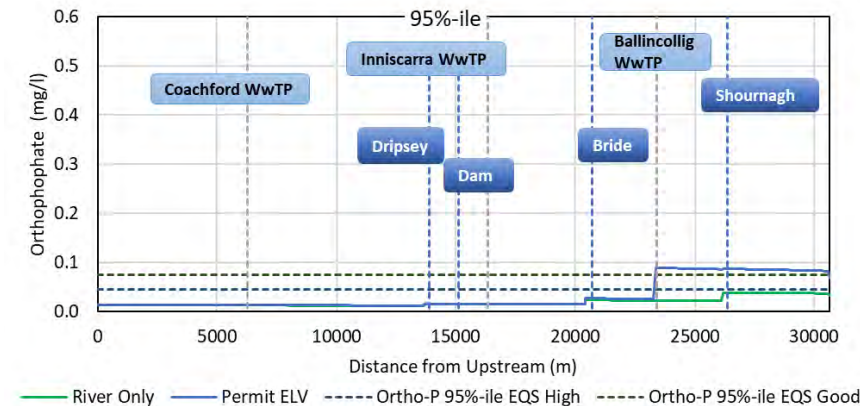 95%-ile
0.6
0.5
0.4
0.3
0.2
0.1
0.0
Orthophophate (mg/l)
Coachford WwTP
Inniscarra WwTP
Ballincollig
WwTP
Shournagh
Dripsey
Dam
Bride
0 5000 10000 15000 20000 25000 30000
Distance from Upstream (m)
River Only Permit ELV Ortho-P 95%-ile EQS High Ortho-P 95%-ile EQS Good